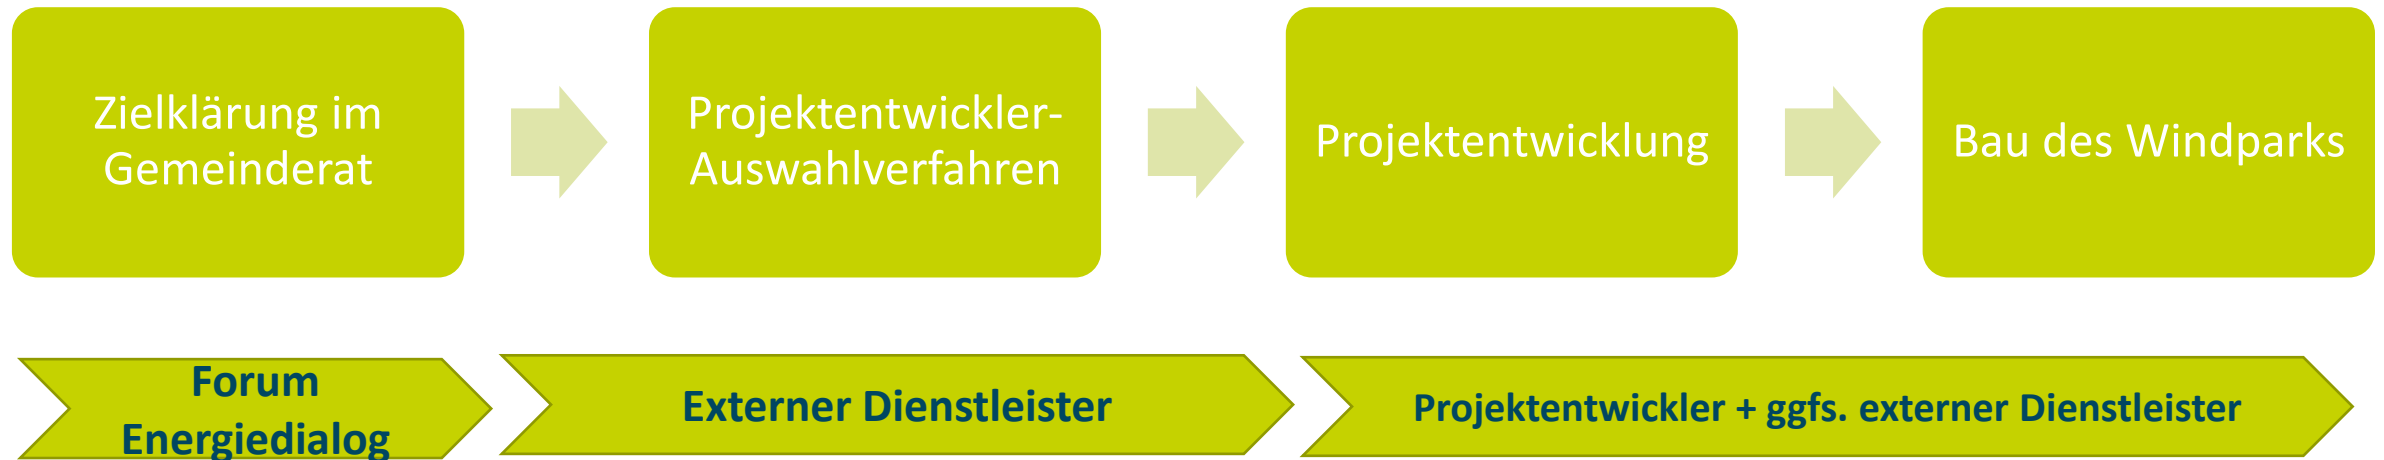 Zielklärung im
Gemeinderat
Projektentwickler-
Auswahlverfahren
Projektentwicklung
Bau des Windparks
Forum
Energiedialog
Externer Dienstleister
Projektentwickler + ggfs. externer Dienstleister